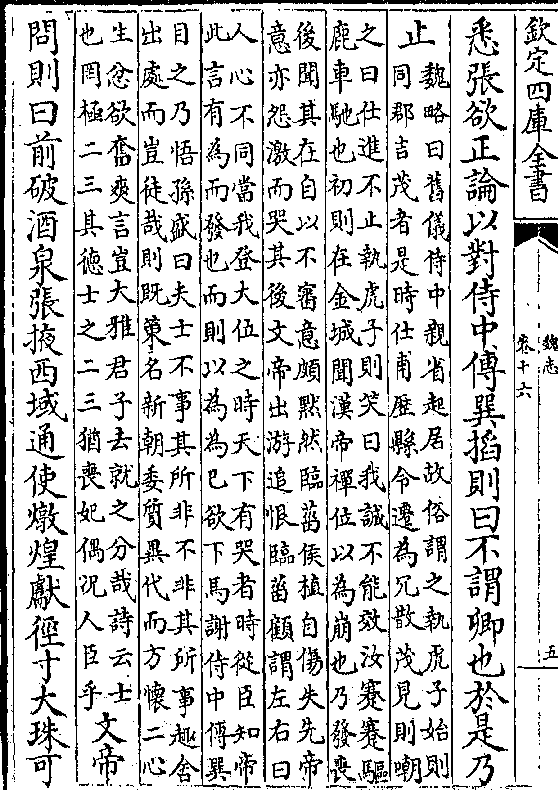 欽定四庫全書
魏志
卷十六
五
悉張欲正論以對侍中傳巽掐則曰不謂卿也於是乃
止
魏略曰舊儀侍中親省起居故俗謂之執虎子始則
同郡吉茂者是時仕甫歷縣令遷為冗散茂見則嘲
之曰仕進不止執虎子則笑曰我誠不能效汝蹇蹇驅
鹿車馳也初則在金城聞漢帝禪位以為崩也乃發喪
後聞其在自以不審意頗黙然臨菑侯植自傷失先帝
意亦怨激而哭其後文帝出游追恨臨菑顧謂左右曰
人心不同當我登大位之時天下有哭者時從臣知帝
此言有為而發也而則以為為已欲下馬謝侍中傳巽
目之乃悟孫盛曰夫士不事其所非不非其所事趣舍
出處而豈徒哉則既策名新朝委質異代而方懷二心
生忿欲奮爽言豈大雅君子去就之分哉詩云士
也罔極二三其德士之二三猶喪妃偶況人臣乎
文帝
問則曰前破酒泉張掖西域通使燉煌獻徑寸大珠可